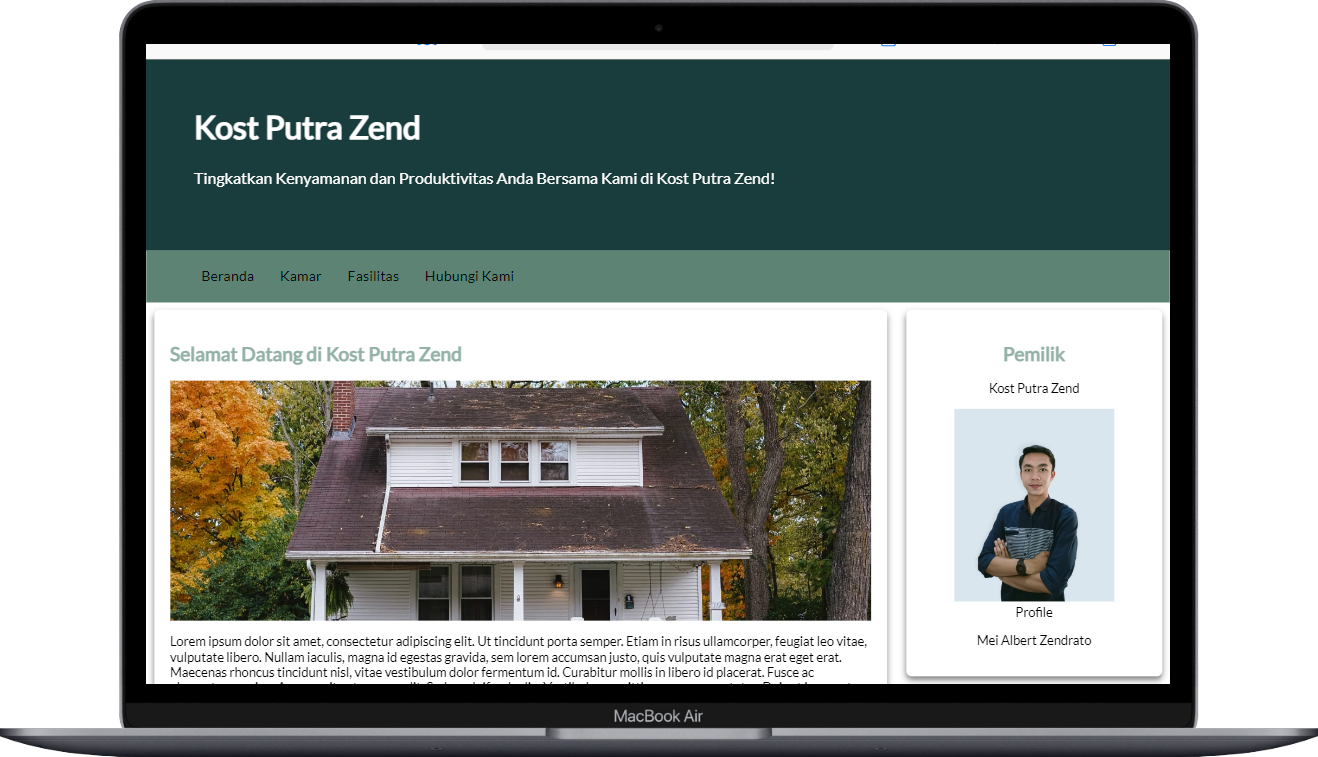 Kost Putra Zend
Tingkatkan Kenyamanan dan Produktivitas Anda Bersama Kami di Kost Putra Zend!
Beranda Kamar Fasilitas Hubungi Kami
Selamat Datang di Kost Putra Zend
Lorem ipsum dolor sit amet, consectetur adipiscing elit. Ut tincidunt porta semper. Etiam in risus ullamcorper, feugiat leo vitae,
vulputate libero. Nullam iaculis, magna id egestas gravida, sem lorem accumsan justo, quis vulputate magna erat eget erat.
Maecenas rhoncus tincidunt nisl, vitae vestibulum dolor fermentum id. Curabitur mollis in libero id placerat. Fusce ac
Pemilik
Kost Putra Zend
Profile
Mei Albert Zendrato
MacBook Air